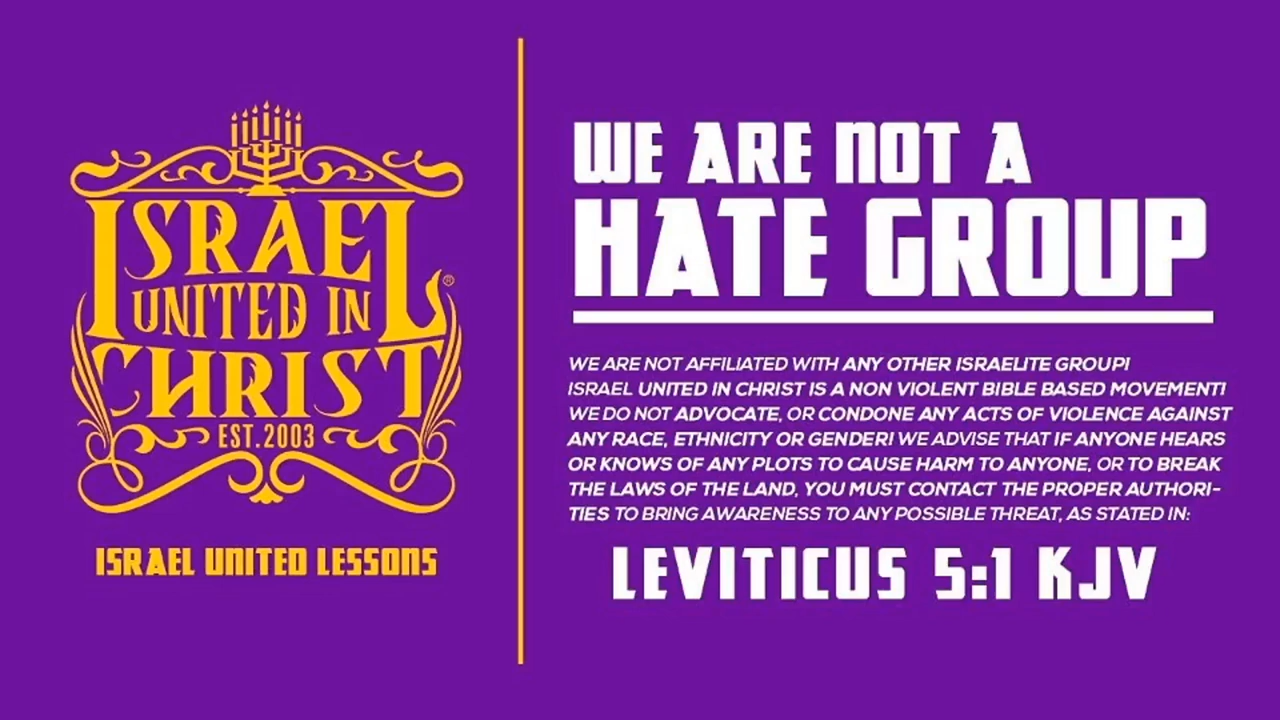 ISRAEL
UNITED IN
CHRIST
EST.2003
®
ISRAEL UNITED LESSONS
WE ARE NOT A
HATE GROUP
WE ARE NOT AFFILIATED WITH ANY OTHER ISRAELITE GROUP!
ISRAEL UNITED IN CHRIST IS A NON VIOLENT BIBLE BASED MOVEMENT!
WE DO NOT ADVOCATE, OR CONDONE ANY ACTS OF VIOLENCE AGAINST
ANY RACE, ETHNICITY OR GENDER! WE ADVISE THAT IF ANYONE HEARS
OR KNOWS OF ANY PLOTS TO CAUSE HARM TO ANYONE, OR TO BREAK
THE LAWS OF THE LAND, YOU MUST CONTACT THE PROPER AUTHORI-
TIES TO BRING AWARENESS TO ANY POSSIBLE THREAT, AS STATED IN:
LEVITICUS 5:1 KJV